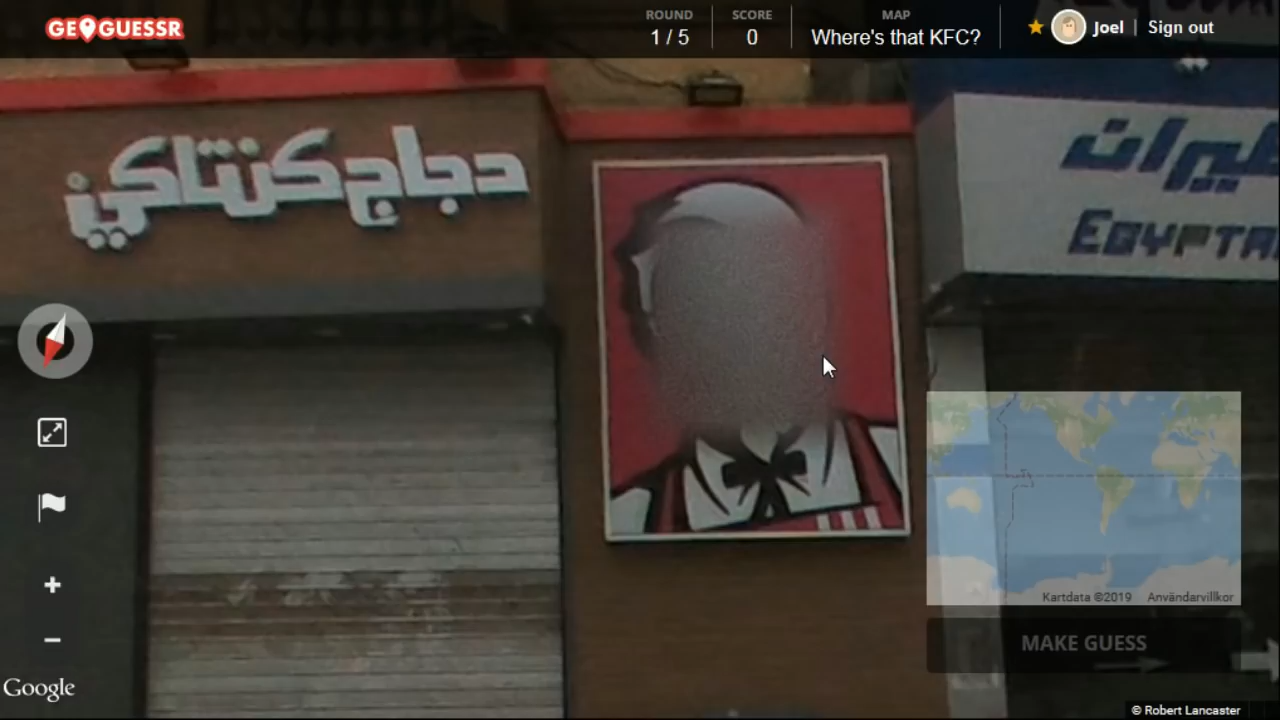 GEOGUESSR
ROUND
1 / 5
SCORE
0
MAP
Where's that KFC?
Joel | Sign out
دجاج كنتاكي
طيران
EGYPTA
Kartdata ©2019 Användarvillkor
MAKE GUESS
Google
© Robert Lancaster